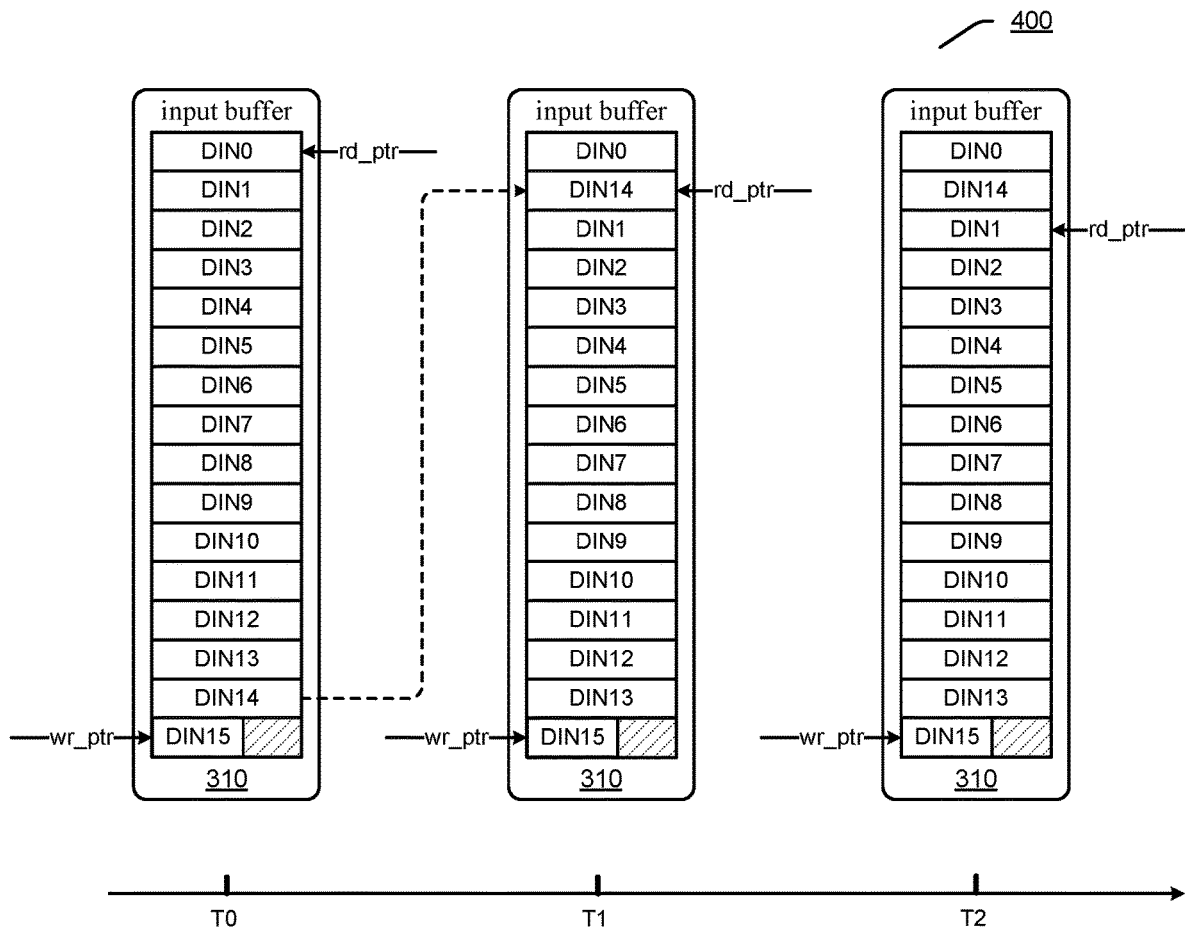 400
input buffer
DIN0
rd_ptr
DIN1
DIN2
DIN3
DIN4
DIN5
DIN6
DIN7
DIN8
DIN9
DIN10
DIN11
DIN12
DIN13
DIN14
wr_ptr
DIN15
310
input buffer
DIN0
DIN14
rd_ptr
DIN1
DIN2
DIN3
DIN4
DIN5
DIN6
DIN7
DIN8
DIN9
DIN10
DIN11
DIN12
DIN13
wr_ptr
DIN15
310
input buffer
DIN0
DIN14
DIN1
rd_ptr
DIN2
DIN3
DIN4
DIN5
DIN6
DIN7
DIN8
DIN9
DIN10
DIN11
DIN12
DIN13
wr_ptr
DIN15
310
T0
T1
T2